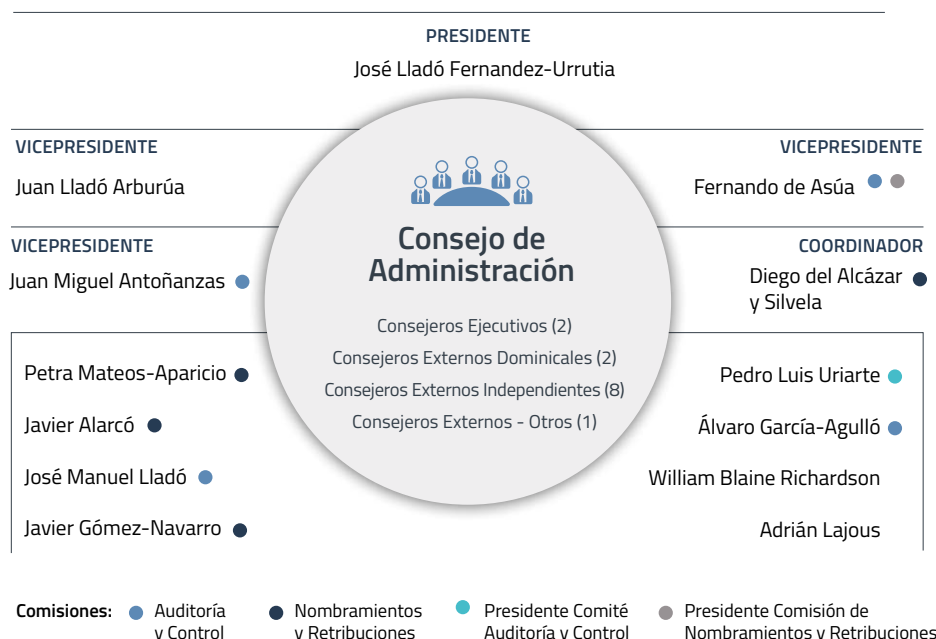 PRESIDENTE
José Lladó Fernandez-Urrutia
VICEPRESIDENTE
Juan Lladó Arburúa
VICEPRESIDENTE
Fernando de Asúa
VICEPRESIDENTE
Juan Miguel Antoñanzas
COORDINADOR
Diego del Alcázar
y Silvela
Consejo de
Administración
Consejeros Ejecutivos (2)
Consejeros Externos Dominicales (2)
Consejeros Externos Independientes (8)
Consejeros Externos - Otros (1)
Petra Mateos-Aparicio
Javier Alarcó
José Manuel Lladó
Javier Gómez-Navarro
Pedro Luis Uriarte
Álvaro García-Agulló
William Blaine Richardson
Adrián Lajous
Comisiones:
Auditoría
y Control
Nombramientos
y Retribuciones
Presidente Comité
Auditoría y Control
Presidente Comisión de
Nombramientos y Retribuciones